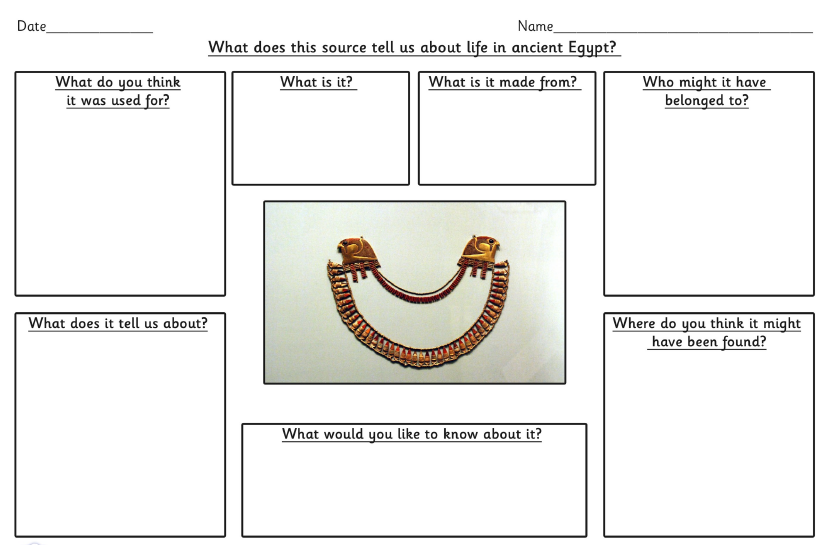 Date_______________
Name____________________________________
What does this source tell us about life in ancient Egypt?
What do you think
it was used for?
What is it?
What is it made from?
Who might it have
belonged to?
What does it tell us about?
Where do you think it might
have been found?
What would you like to know about it?